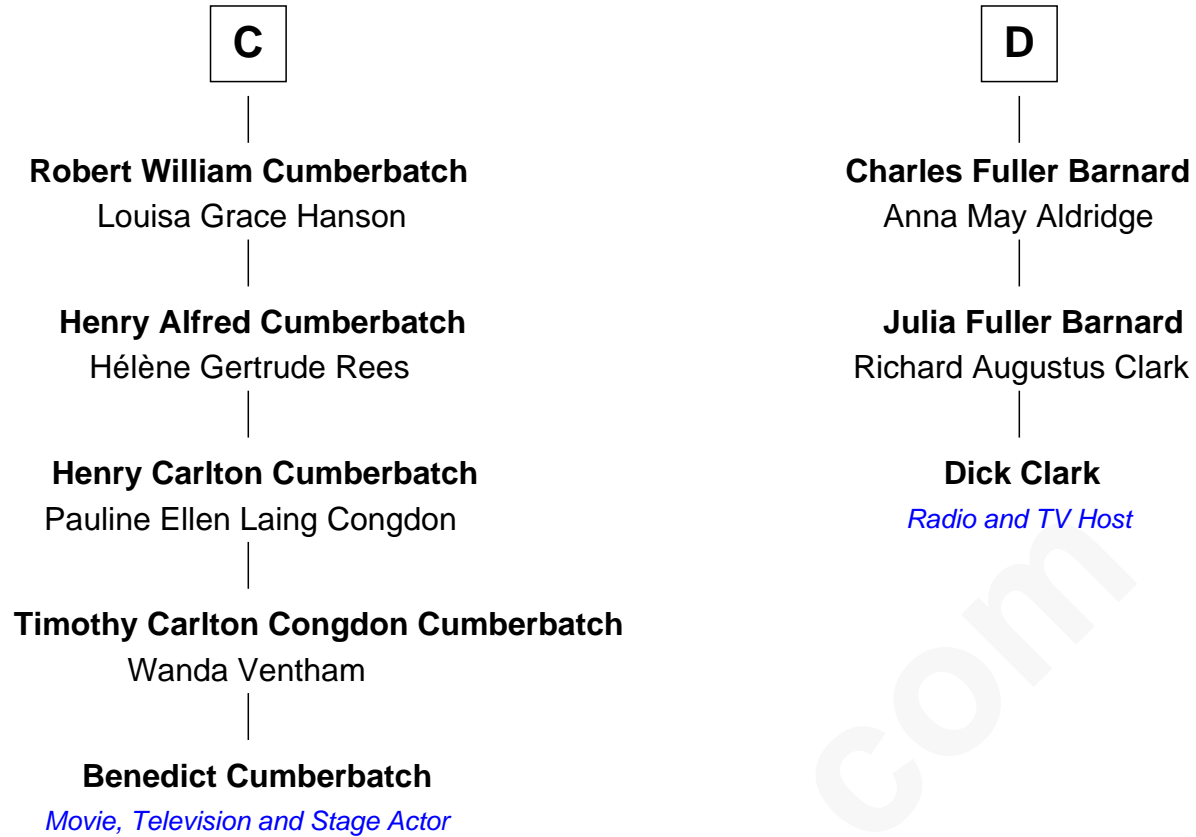 C
Robert William Cumberbatch
Louisa Grace Hanson
Henry Alfred Cumberbatch
Hélène Gertrude Rees
Henry Carlton Cumberbatch
Pauline Ellen Laing Congdon
Timothy Carlton Congdon Cumberbatch
Wanda Ventham
Benedict Cumberbatch
Movie, Television and Stage Actor
D
Charles Fuller Barnard
Anna May Aldridge
Julia Fuller Barnard
Richard Augustus Clark
Dick Clark
Radio and TV Host
com